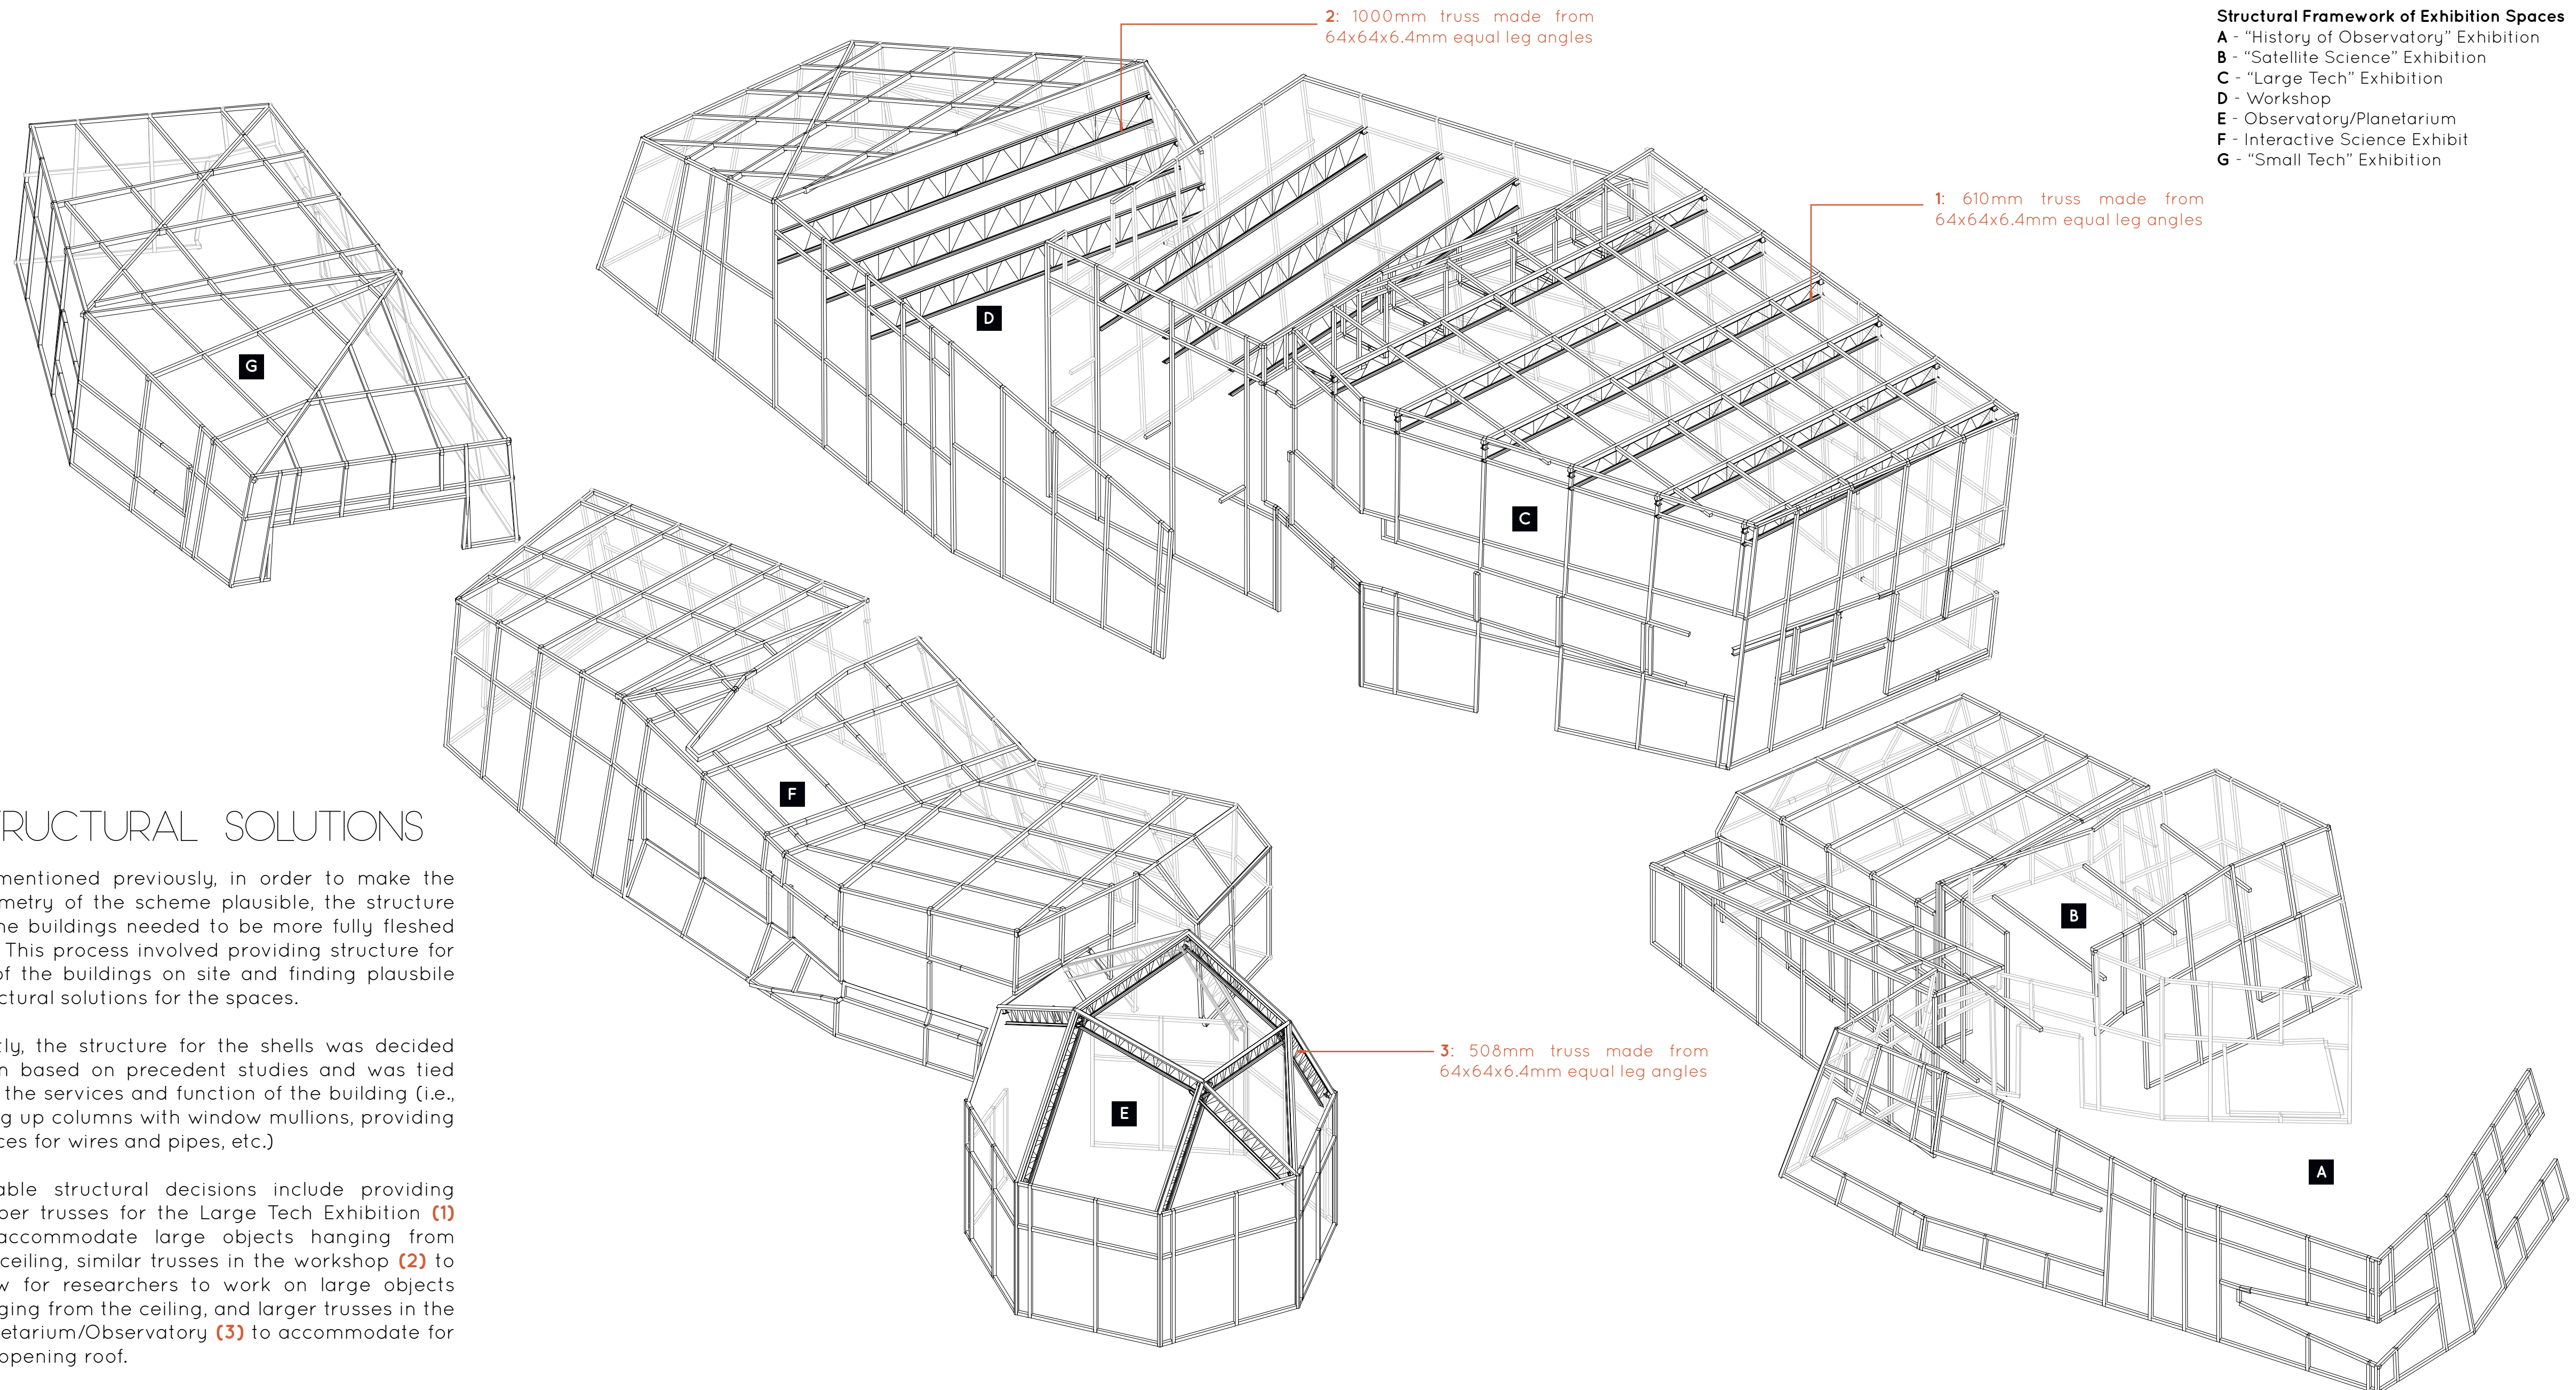 2: 1000mm truss made from
64x64x6.4mm equal leg angles
Structural Framework of Exhibition Spaces
A - “History of Observatory” Exhibition
B - “Satellite Science” Exhibition
C - “Large Tech” Exhibition
D - Workshop
E - Observatory/Planetarium
F - Interactive Science Exhibit
G - “Small Tech” Exhibition
1: 610mm truss made from
64x64x6.4mm equal leg angles
D
G
C
F
B
3: 508mm truss made from
64x64x6.4mm equal leg angles
E
A
RUCTURAL SOLUTIONS
mentioned previously, in order to make the
metry of the scheme plausible, the structure
he buildings needed to be more fully fleshed
This process involved providing structure for
of the buildings on site and finding plausbile
ctural solutions for the spaces.
tly, the structure for the shells was decided
n based on precedent studies and was tied
the services and function of the building (i.e.,
g up columns with window mullions, providing
ces for wires and pipes, etc.)
able structural decisions include providing
per trusses for the Large Tech Exhibition (1)
accommodate large objects hanging from
ceiling, similar trusses in the workshop (2) to
w for researchers to work on large objects
ging from the ceiling, and larger trusses in the
netarium/Observatory (3) to accommodate for
opening roof.